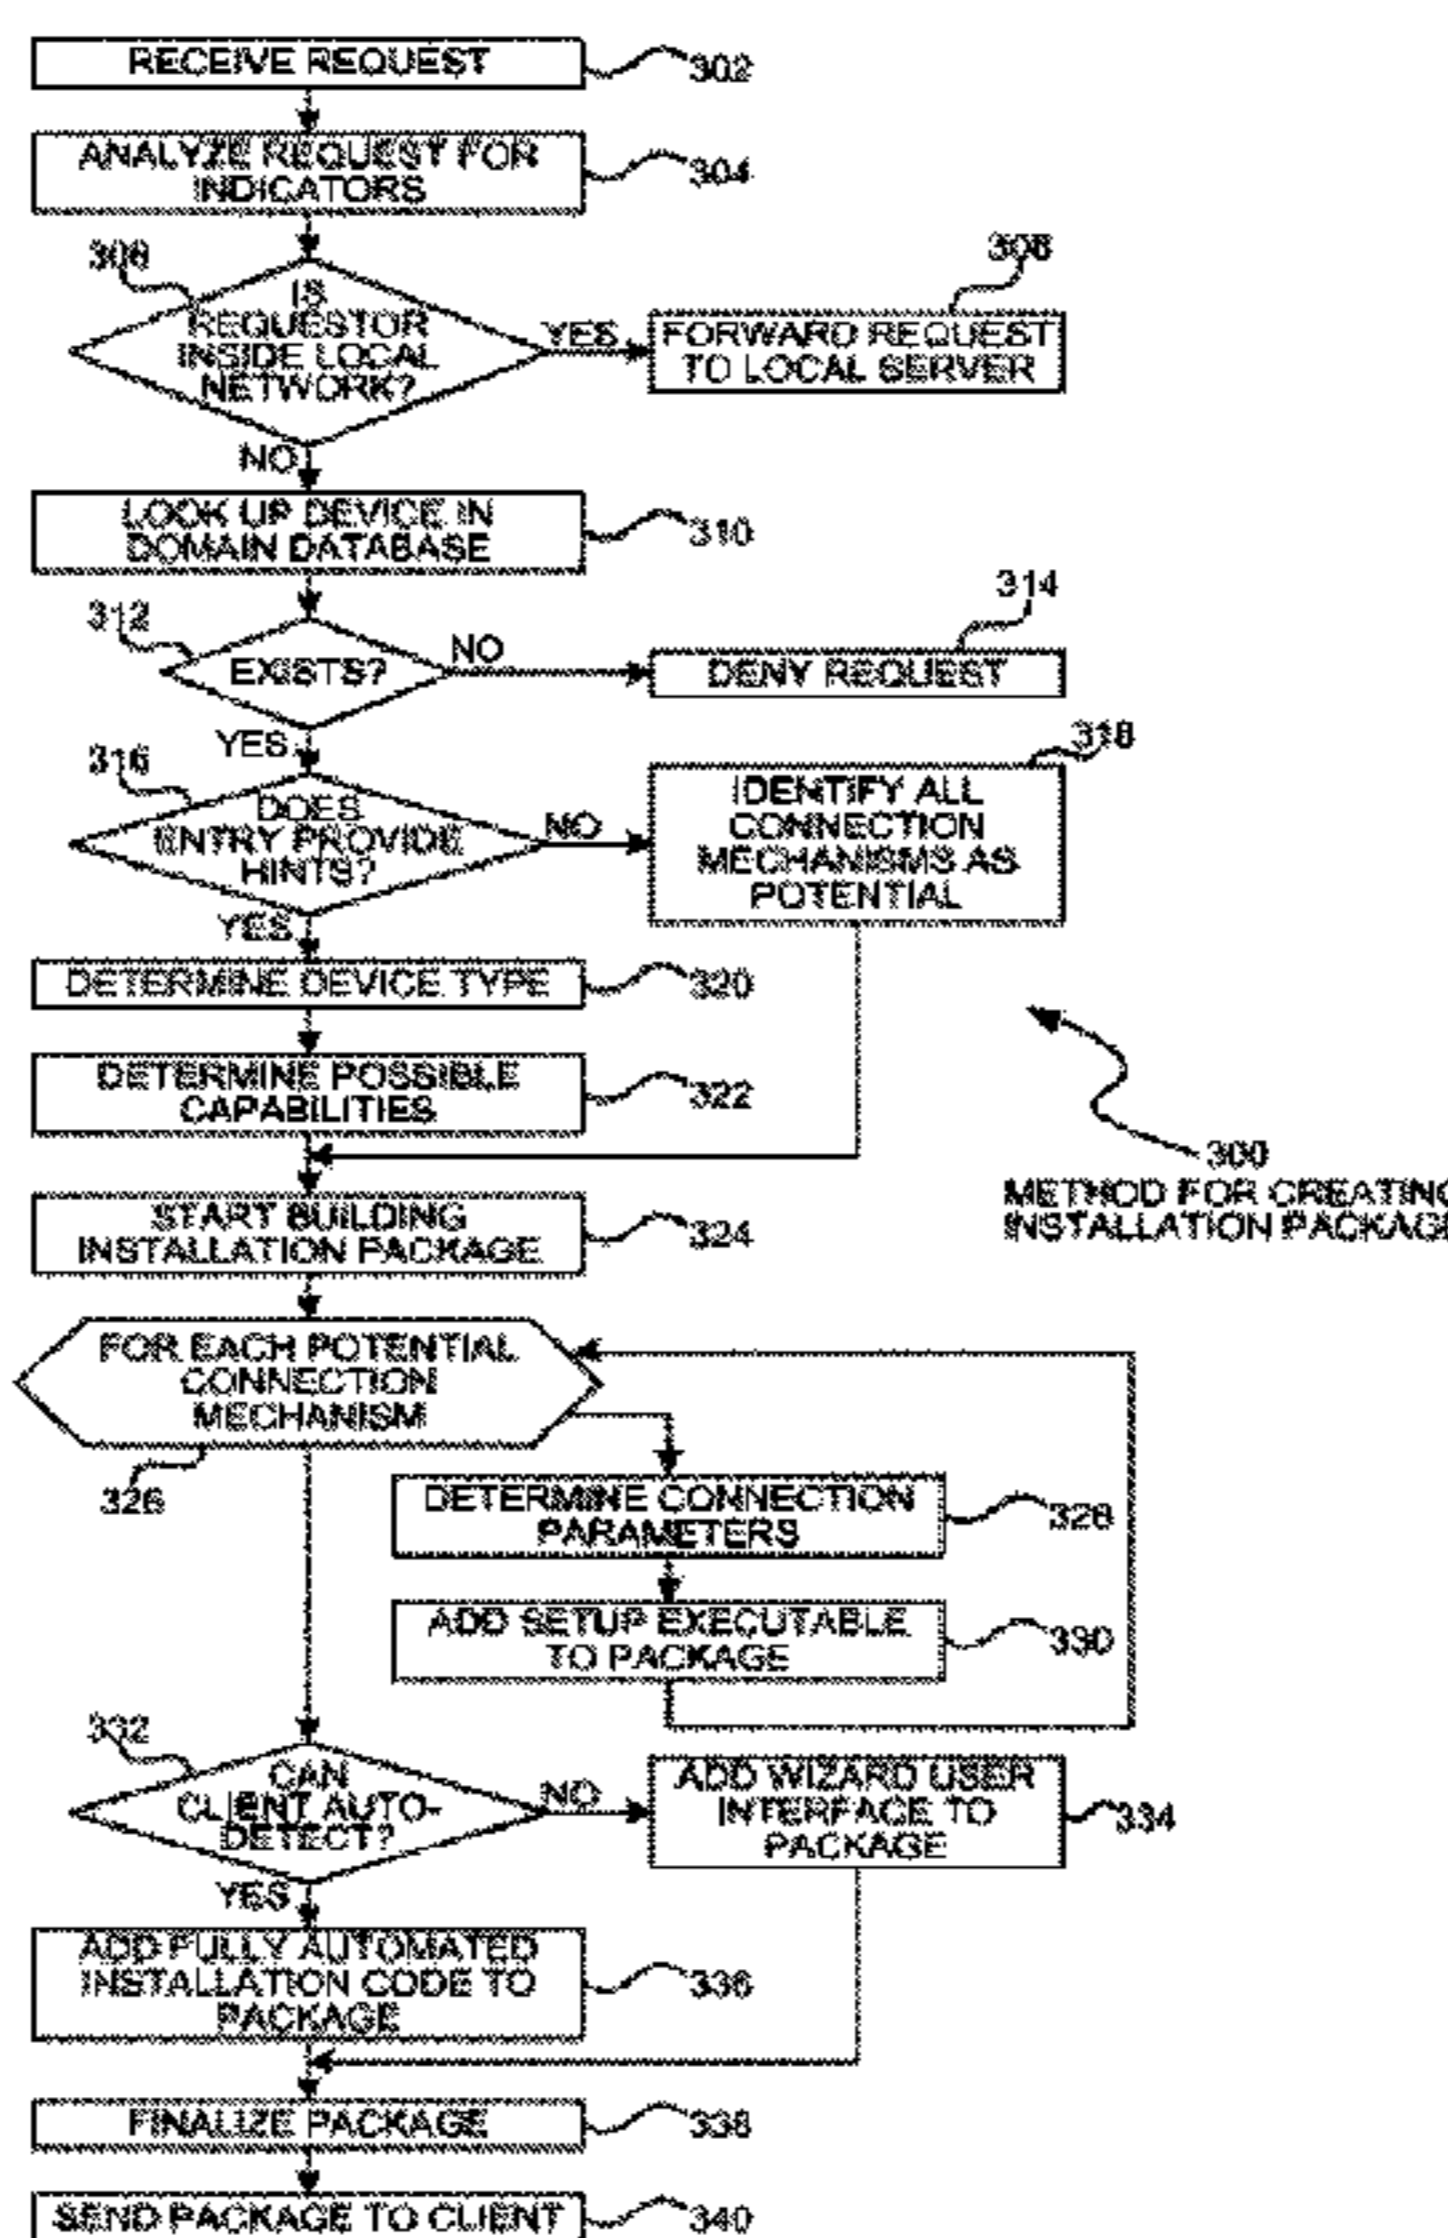 RECEIVE REQUEST
302
ANALYZE REQUEST FOR
INDICATORS
304
306
IS
REQUESTOR
INSIDE LOCAL
NETWORK?
YES
308
FORWARD REQUEST
TO LOCAL SERVER
NO
LOOK UP DEVICE IN
DOMAIN DATABASE
310
312
EXISTS?
NO
314
DENY REQUEST
YES
316
DOES
ENTRY PROVIDE
HINTS?
NO
318
IDENTIFY ALL
CONNECTION
MECHANISMS AS
POTENTIAL
YES
DETERMINE DEVICE TYPE
320
DETERMINE POSSIBLE
CAPABILITIES
322
300
METHOD FOR CREATING
INSTALLATION PACKAGE
START BUILDING
INSTALLATION PACKAGE
324
FOR EACH POTENTIAL
CONNECTION
MECHANISM
326
DETERMINE CONNECTION
PARAMETERS
328
ADD SETUP EXECUTABLE
TO PACKAGE
330
332
CAN
CLIENT AUTO-
DETECT?
NO
ADD WIZARD USER
INTERFACE TO
PACKAGE
334
YES
ADD FULLY AUTOMATED
INSTALLATION CODE TO
PACKAGE
336
FINALIZE PACKAGE
338
SEND PACKAGE TO CLIENT
340